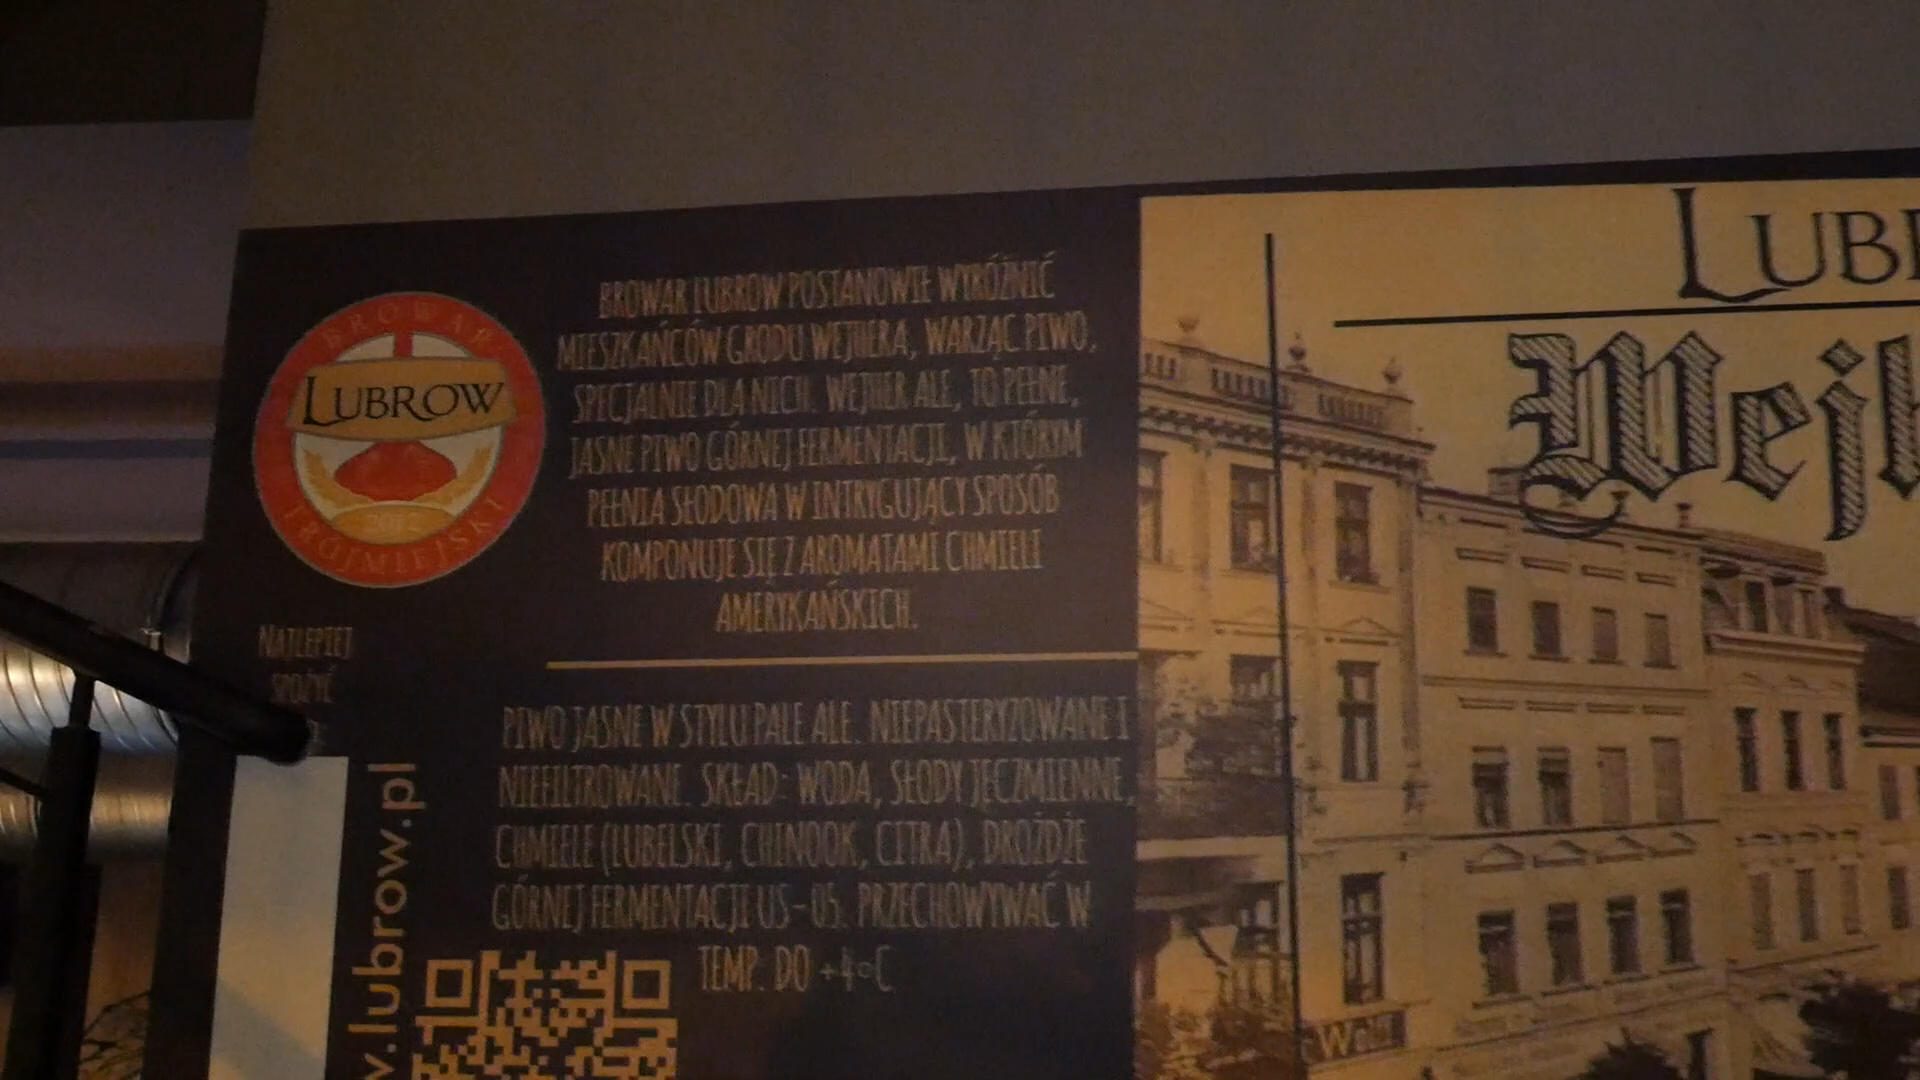 BROWAR
LUBROW
2012
TRÓJMIEJSKI
NAJLEPIEJ
SPOŻYĆ
BROWAR LUBROW POSTANOWIŁ WYRÓŻNIĆ
MIESZKAŃCÓW GRODU WEJHERA, WARZĄC PIWO,
SPECJALNIE DLA NICH. WEJHER ALE, TO PEŁNE,
JASNE PIWO GÓRNEJ FERMENTACJI, W KTÓRYM
PEŁNIA SŁODOWA W INTRYGUJĄCY SPOSÓB
KOMPONUJE SIĘ Z AROMATAMI CHMIELI
AMERYKAŃSKICH.
PIWO JASNE W STYLU PALE ALE. NIEPASTERYZOWANE I
NIEFILTROWANE. SKŁAD: WODA, SŁODY JĘCZMIENNE,
CHMIELE (LUBELSKI, CHINOOK, CITRA), DROŻDŻE
GÓRNEJ FERMENTACJI US-05. PRZECHOWYWAĆ W
TEMP. DO +4°C
w.lubrow.pl
LUB
Wej